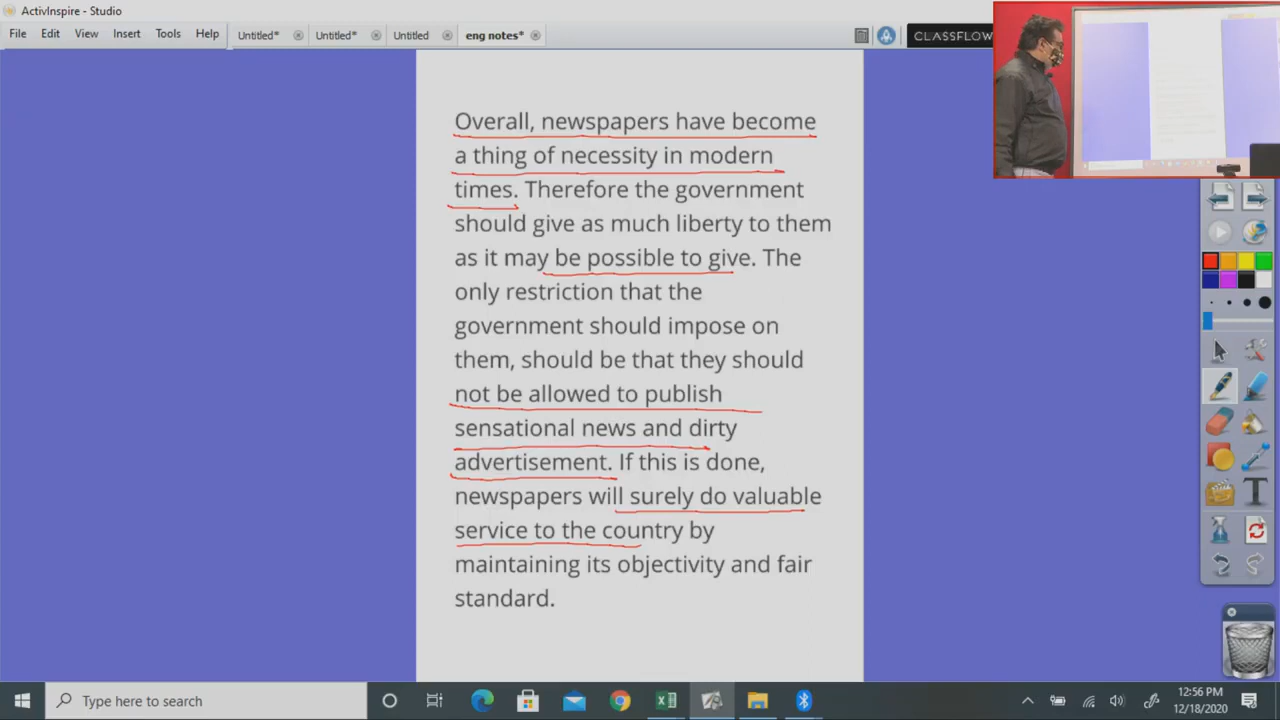 ActivInspire - Studio
File Edit View Insert Tools Help Untitled* Untitled* Untitled eng notes* CLASSFLOW
Overall, newspapers have become
a thing of necessity in modern
times. Therefore the government
should give as much liberty to them
as it may be possible to give. The
only restriction that the
government should impose on
them, should be that they should
not be allowed to publish
sensational news and dirty
advertisement. If this is done,
newspapers will surely do valuable
service to the country by
maintaining its objectivity and fair
standard.
Type here to search
12:56 PM
12/18/2020